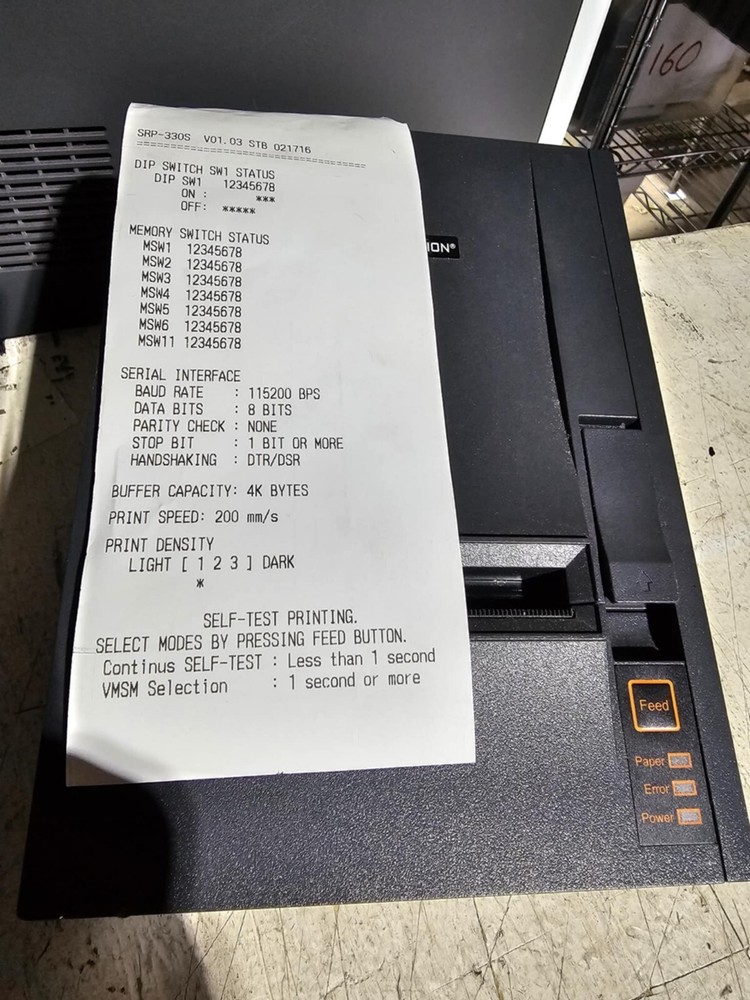 160
SRP-330S V01.03 STB 021716
================================================
DIP SWITCH SW1 STATUS
DIP SW1 12345678
ON : ***
OFF: *****
MEMORY SWITCH STATUS
MSW1 12345678
MSW2 12345678
MSW3 12345678
MSW4 12345678
MSW5 12345678
MSW6 12345678
MSW11 12345678
SERIAL INTERFACE
BAUD RATE : 115200 BPS
DATA BITS : 8 BITS
PARITY CHECK : NONE
STOP BIT : 1 BIT OR MORE
HANDSHAKING : DTR/DSR
BUFFER CAPACITY: 4K BYTES
PRINT SPEED: 200 mm/s
PRINT DENSITY
LIGHT [ 1 2 3 ] DARK
*
SELF-TEST PRINTING.
SELECT MODES BY PRESSING FEED BUTTON.
Continus SELF-TEST : Less than 1 second
VMSM Selection : 1 second or more
ION®
Feed
Paper
Error
Power